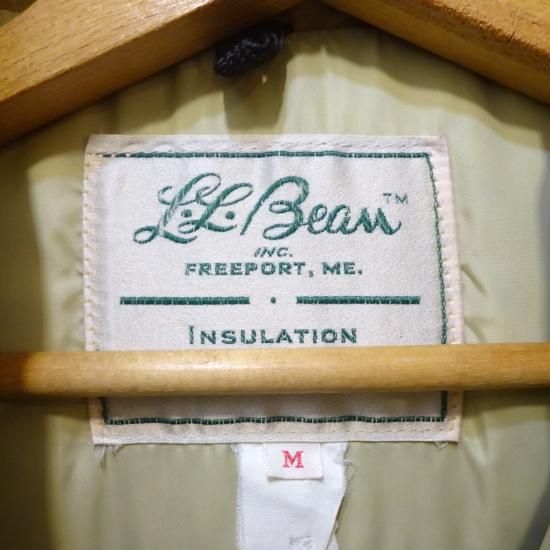 L.L.Bean™
INC.
FREEPORT, ME.
INSULATION
M